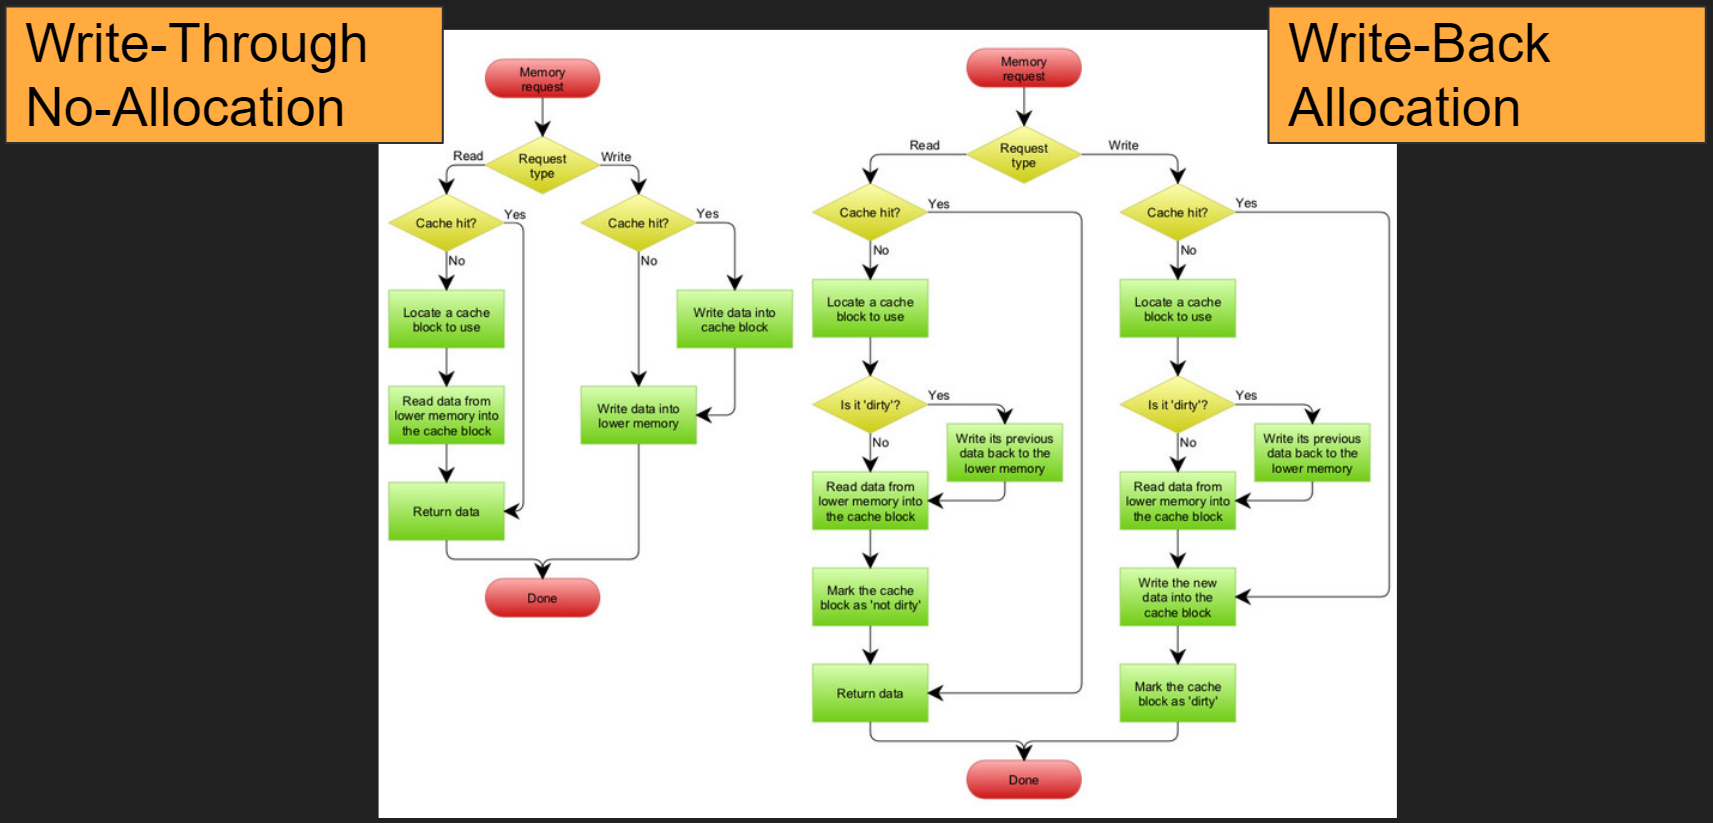 Write-Through
No-Allocation
Write-Back
Allocation
Memory
request
Request
type
Read
Write
Cache hit?
Yes
No
Cache hit?
Yes
No
Locate a cache
block to use
Write data into
cache block
Read data from
lower memory into
the cache block
Write data into
lower memory
Return data
Done
Memory
request
Request
type
Read
Write
Cache hit?
Yes
No
Locate a cache
block to use
Is it 'dirty'?
Yes
No
Write its previous
data back to the
lower memory
Read data from
lower memory into
the cache block
Mark the cache
block as 'not dirty'
Return data
Cache hit?
Yes
No
Locate a cache
block to use
Is it 'dirty'?
Yes
No
Write its previous
data back to the
lower memory
Read data from
lower memory into
the cache block
Write the new
data into the
cache block
Mark the cache
block as 'dirty'
Done